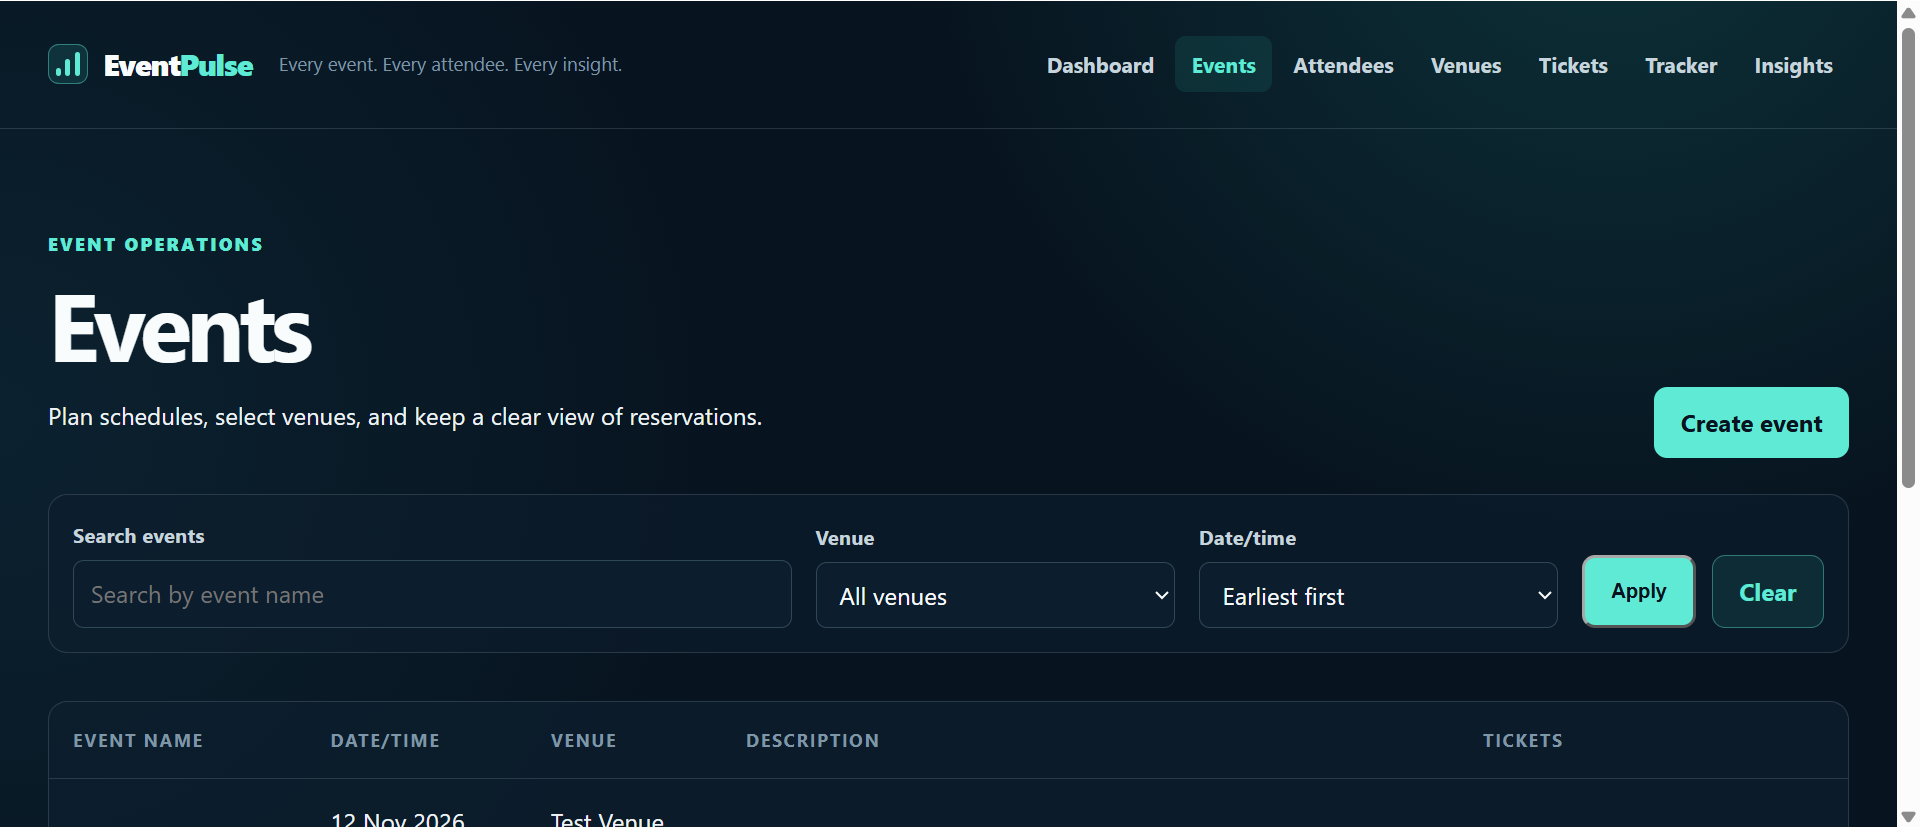 EventPulse Every event. Every attendee. Every insight. Dashboard Events Attendees Venues Tickets Tracker Insights
EVENT OPERATIONS
Events
Plan schedules, select venues, and keep a clear view of reservations.
Create event
Search events Venue Date/time
Search by event name All venues Earliest first Apply Clear
EVENT NAME DATE/TIME VENUE DESCRIPTION TICKETS
12 Nov 2026 Test Venue